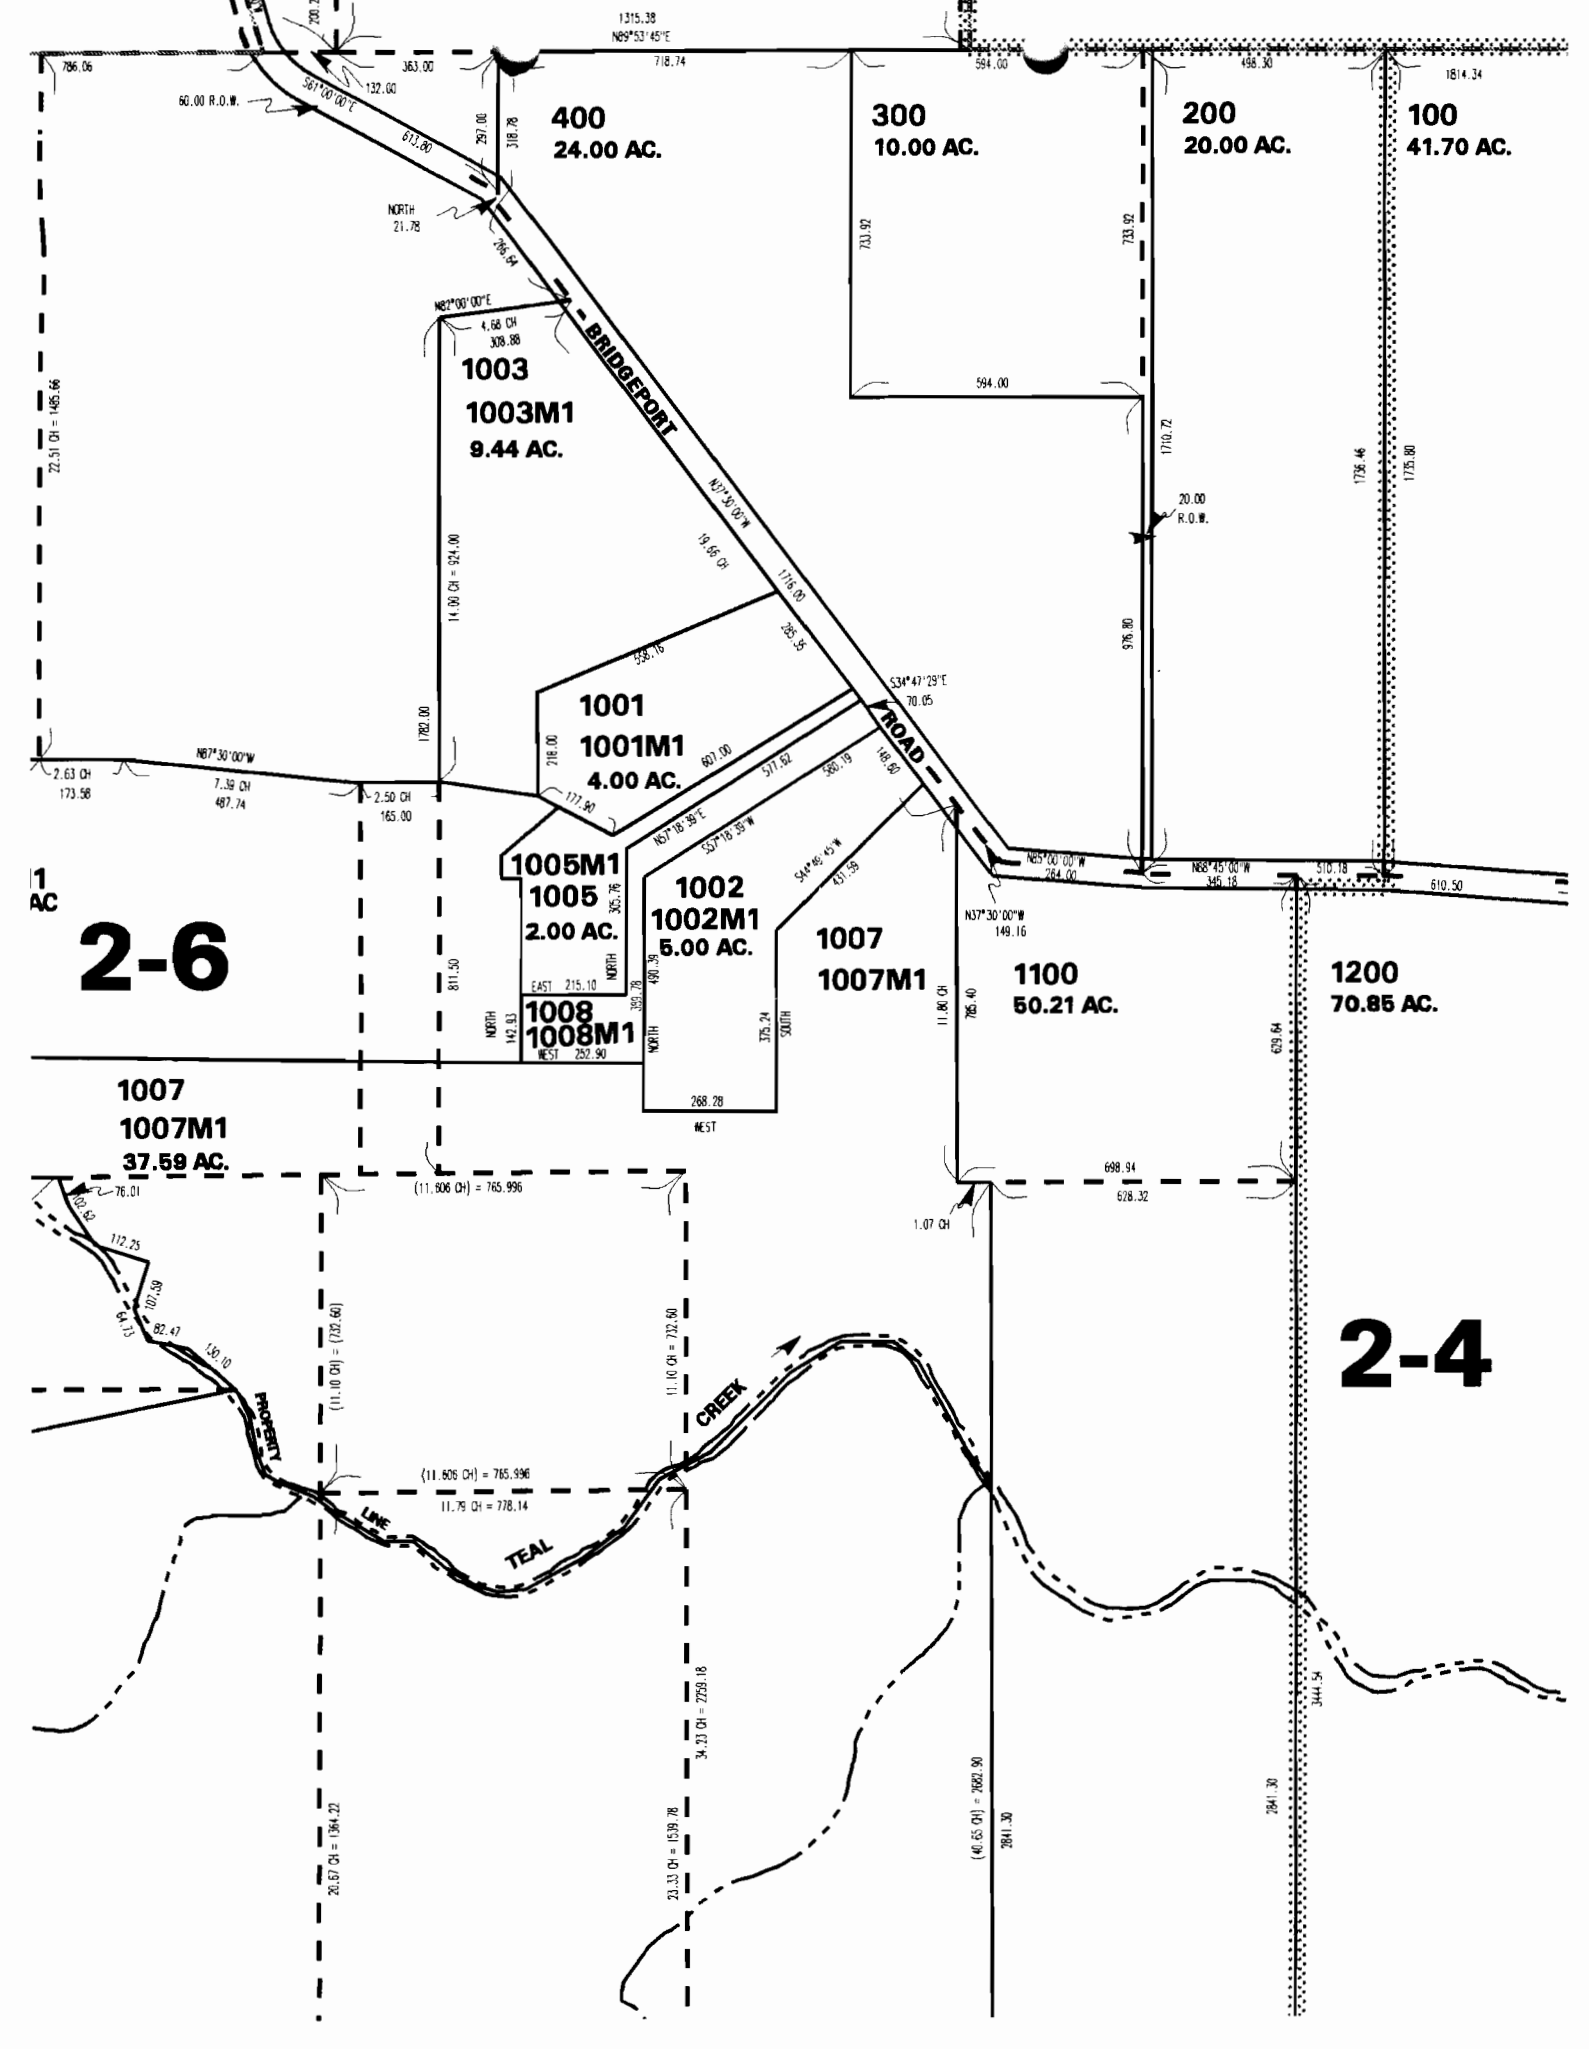 200.2
1315.38
N89°53'45"E
786.06
363.00
718.74
594.00
498.30
1814.34
132.00
S61°00'00"E
60.00 R.O.W.
613.80
297.00
318.78
400
24.00 AC.
300
10.00 AC.
200
20.00 AC.
100
41.70 AC.
NORTH
21.78
266.64
733.92
733.92
N82°00'00"E
4.68 CH
308.88
1003
1003M1
9.44 AC.
BRIDGEPORT
594.00
22.51 CH = 1485.66
1710.72
1736.46
1735.80
N37°30'00"W
20.00
R.O.W.
19.66 CH
14.00 CH = 924.00
1716.00
285.36
976.80
558.16
S34°47'29"E
70.05
1001
1001M1
4.00 AC.
218.00
1782.00
607.00
577.62
580.19
ROAD
148.60
N87°30'00"W
2.63 CH
173.58
7.39 CH
487.74
2.50 CH
165.00
177.90
N57°18'39"E
S57°18'39"W
S44°46'45"W
431.59
N85°00'00"W
264.00
N88°45'00"W
345.18
510.18
610.50
1
AC
2-6
1005M1
1005
2.00 AC.
305.76
NORTH
1002
1002M1
5.00 AC.
N37°30'00"W
149.16
1007
1007M1
1100
50.21 AC.
1200
70.85 AC.
811.50
EAST 215.10
490.39
399.78
NORTH
1008
1008M1
WEST 252.90
NORTH
142.93
375.24
SOUTH
11.90 CH
785.40
629.64
1007
1007M1
37.59 AC.
268.28
WEST
76.01
102.62
(11.606 CH) = 765.996
698.94
628.32
1.07 CH
112.25
107.59
64.73
82.47
130.10
(11.10 CH) = (732.60)
11.10 CH = 732.60
2-4
PROPERTY
CREEK
(11.606 CH) = 765.996
11.79 CH = 778.14
LINE
TEAL
34.23 CH = 2259.18
3444.54
20.67 CH = 1364.22
23.33 CH = 1539.78
(40.65 CH) = 2682.90
2841.30
2841.30